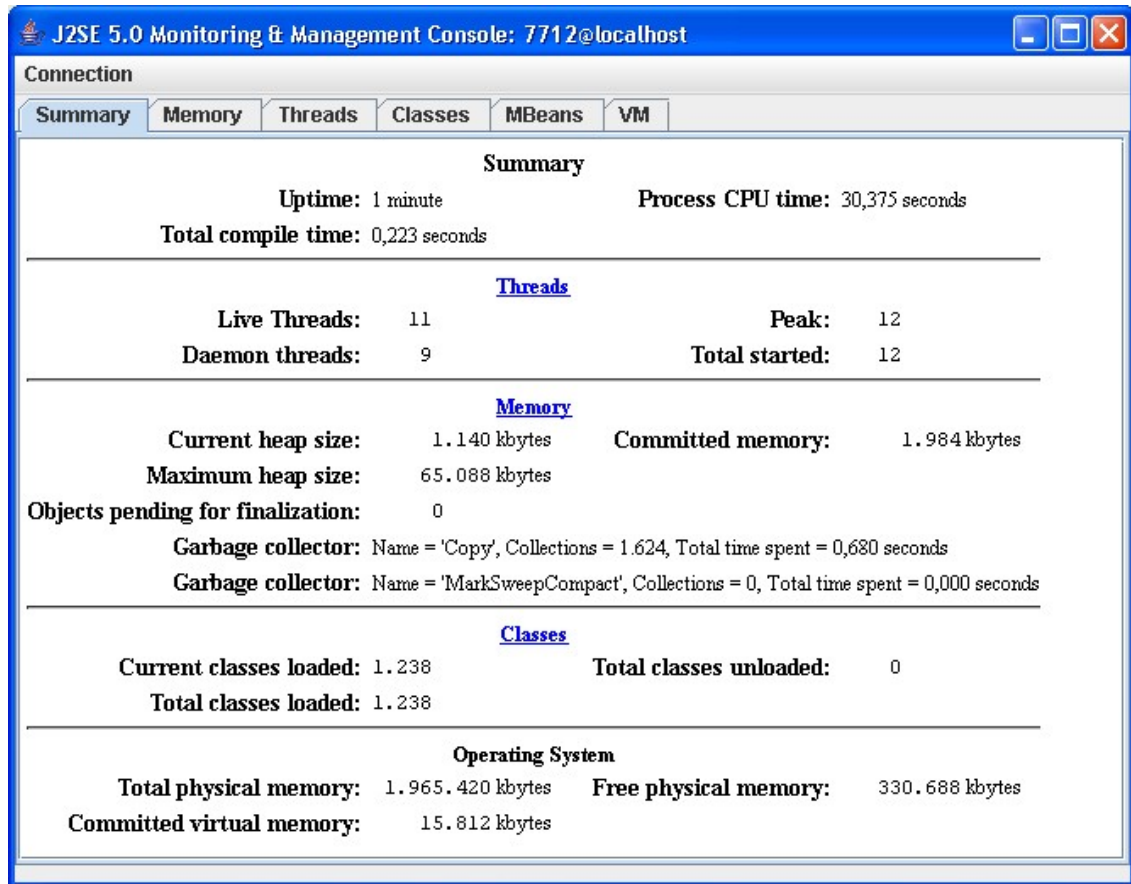 J2SE 5.0 Monitoring & Management Console: 7712@localhost
Connection
Summary Memory Threads Classes MBeans VM
Summary
Uptime: 1 minute Process CPU time: 30,375 seconds
Total compile time: 0,223 seconds
Threads
Live Threads: 11 Peak: 12
Daemon threads: 9 Total started: 12
Memory
Current heap size: 1.140 kbytes Committed memory: 1.984 kbytes
Maximum heap size: 65.088 kbytes
Objects pending for finalization: 0
Garbage collector: Name = 'Copy', Collections = 1.624, Total time spent = 0,680 seconds
Garbage collector: Name = 'MarkSweepCompact', Collections = 0, Total time spent = 0,000 seconds
Classes
Current classes loaded: 1.238 Total classes unloaded: 0
Total classes loaded: 1.238
Operating System
Total physical memory: 1.965.420 kbytes Free physical memory: 330.688 kbytes
Committed virtual memory: 15.812 kbytes